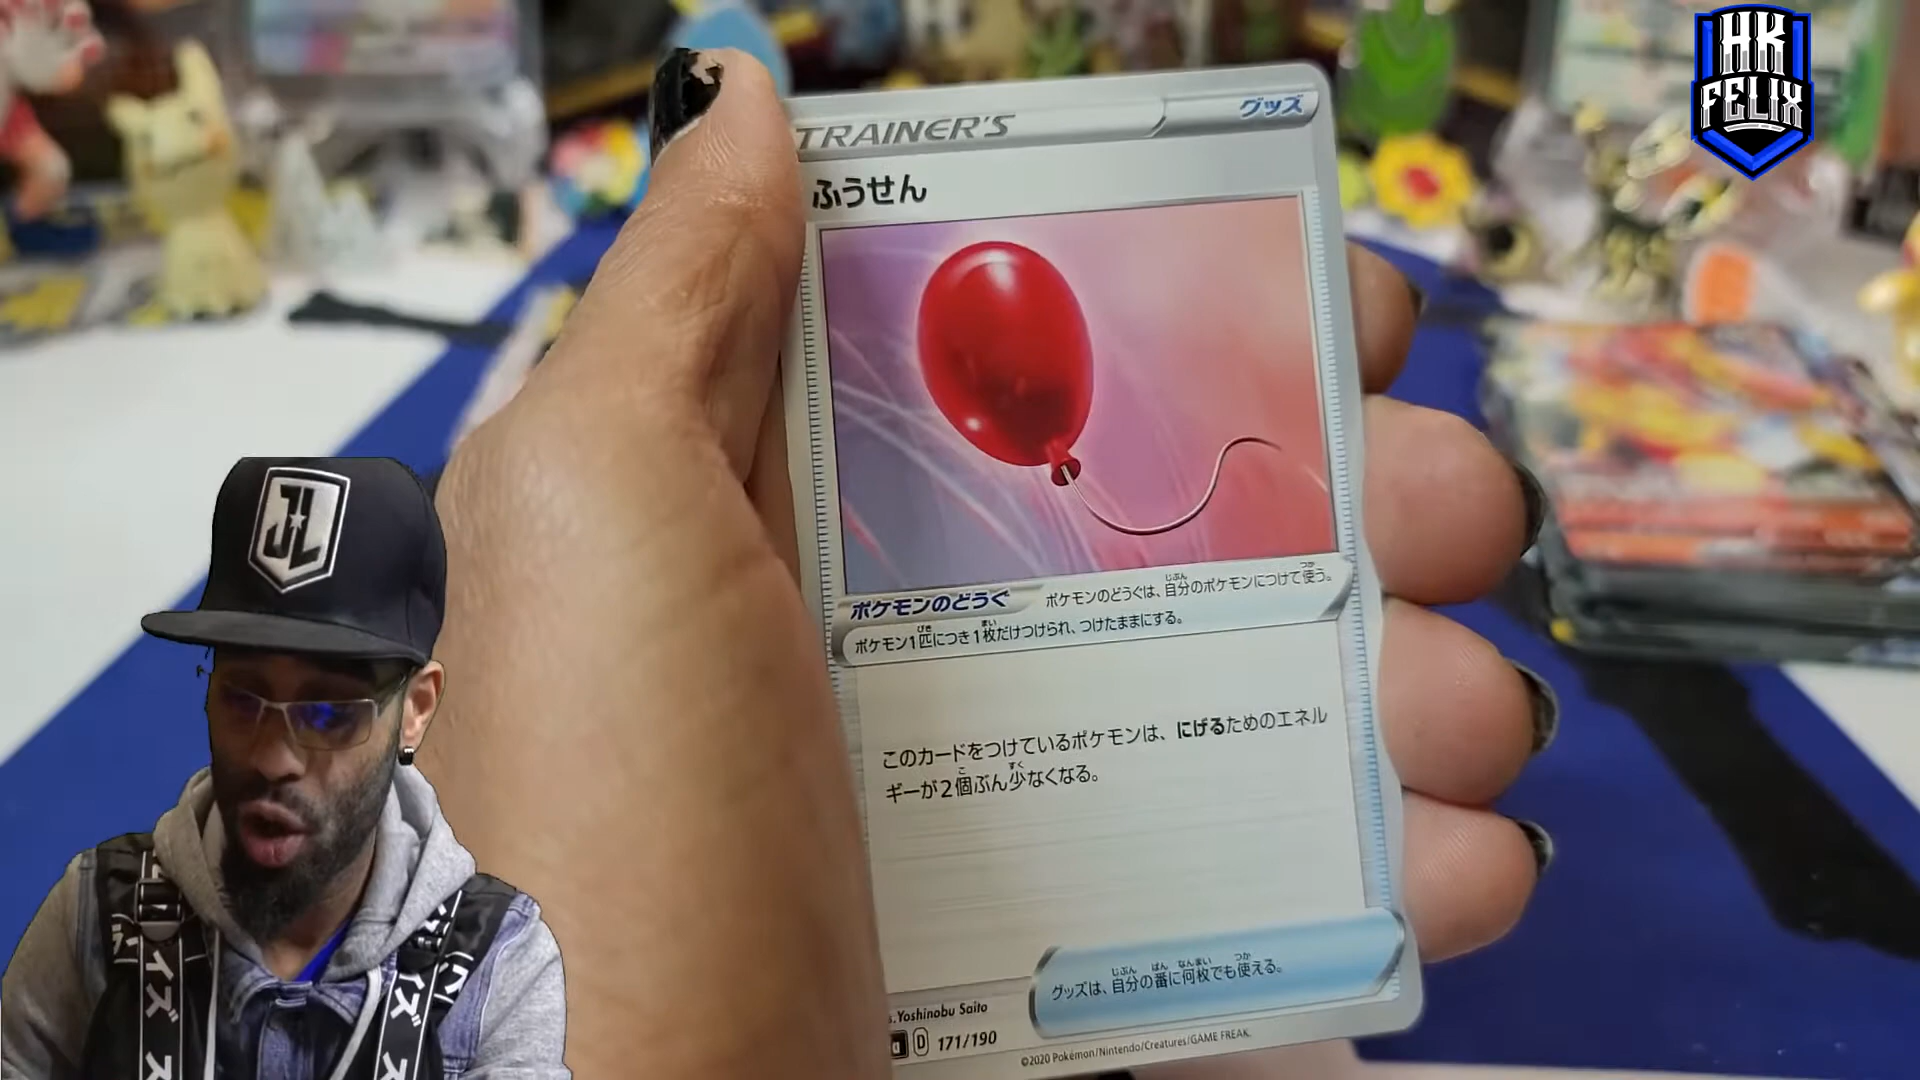 HK
FELIX
TRAINER'S
グッズ
ふうせん
ポケモンのどうぐ
ポケモンのどうぐは、自分のポケモンにつけて使う。
ポケモン1匹につき1枚だけつけられ、つけたままにする。
このカードをつけているポケモンは、にげるためのエネル
ギーが2個ぶん少なくなる。
グッズは、自分の番に何枚でも使える。
s.Yoshinobu Saito
D 171/190
©2020 Pokémon/Nintendo/Creatures/GAME FREAK.
JL